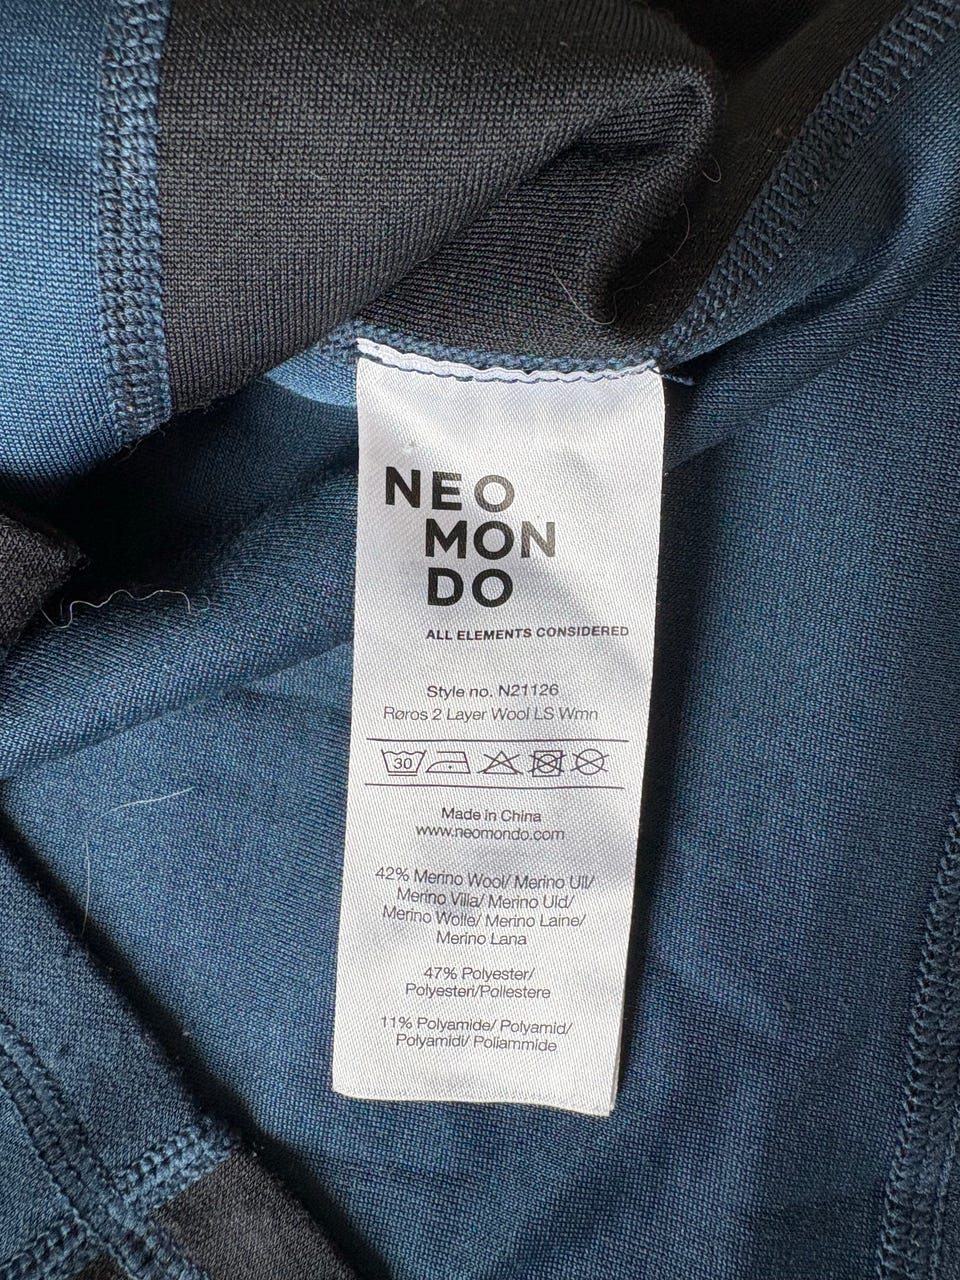 NEO
MON
DO
ALL ELEMENTS CONSIDERED
Style no. N21126
Røros 2 Layer Wool LS Wmn
30
Made in China
www.neomondo.com
42% Merino Wool/ Merino Ull/
Merino Villa/ Merino Uld/
Merino Wolle/ Merino Laine/
Merino Lana
47% Polyester/
Polyesteri/Poliestere
11% Polyamide/ Polyamid/
Polyamidi/ Poliammide